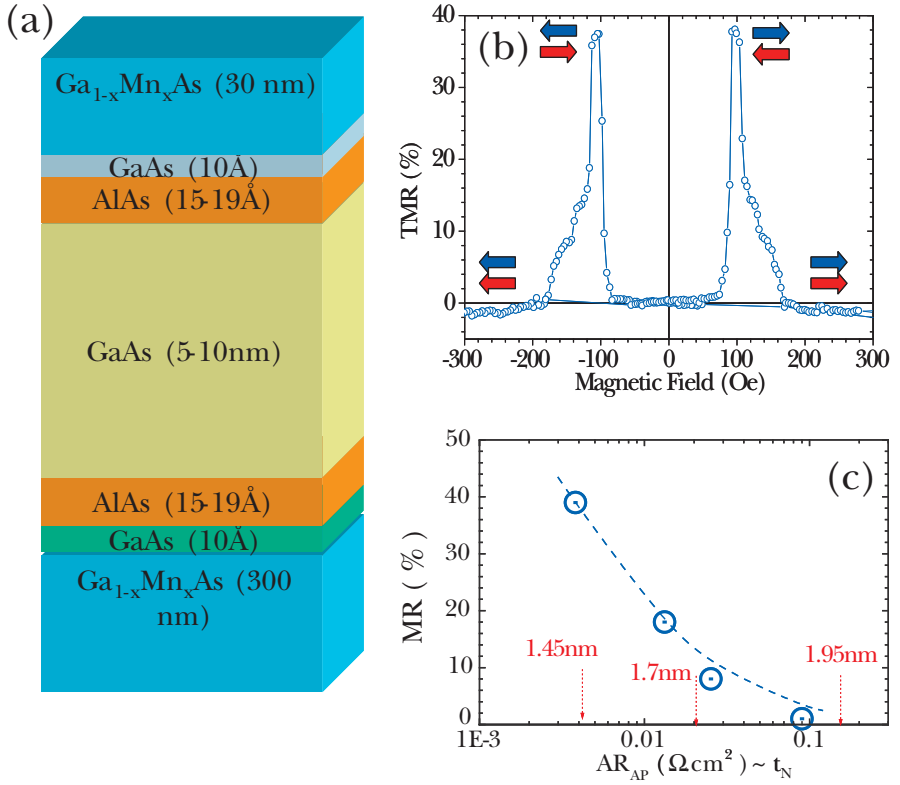 (a)
Ga₁₋ₓMnₓAs (30 nm)
GaAs (10Å)
AlAs (15-19Å)
GaAs (5-10nm)
AlAs (15-19Å)
GaAs (10Å)
Ga₁₋ₓMnₓAs (300
nm)
(b)
TMR (%)
40
30
20
10
0
-300 -200 -100 0 100 200 300
Magnetic Field (Oe)
(c)
MR (%)
50
40
30
20
10
0
1.45nm
1.7nm
1.95nm
1E-3 0.01 0.1
AR_AP (Ωcm²) ~ t_N